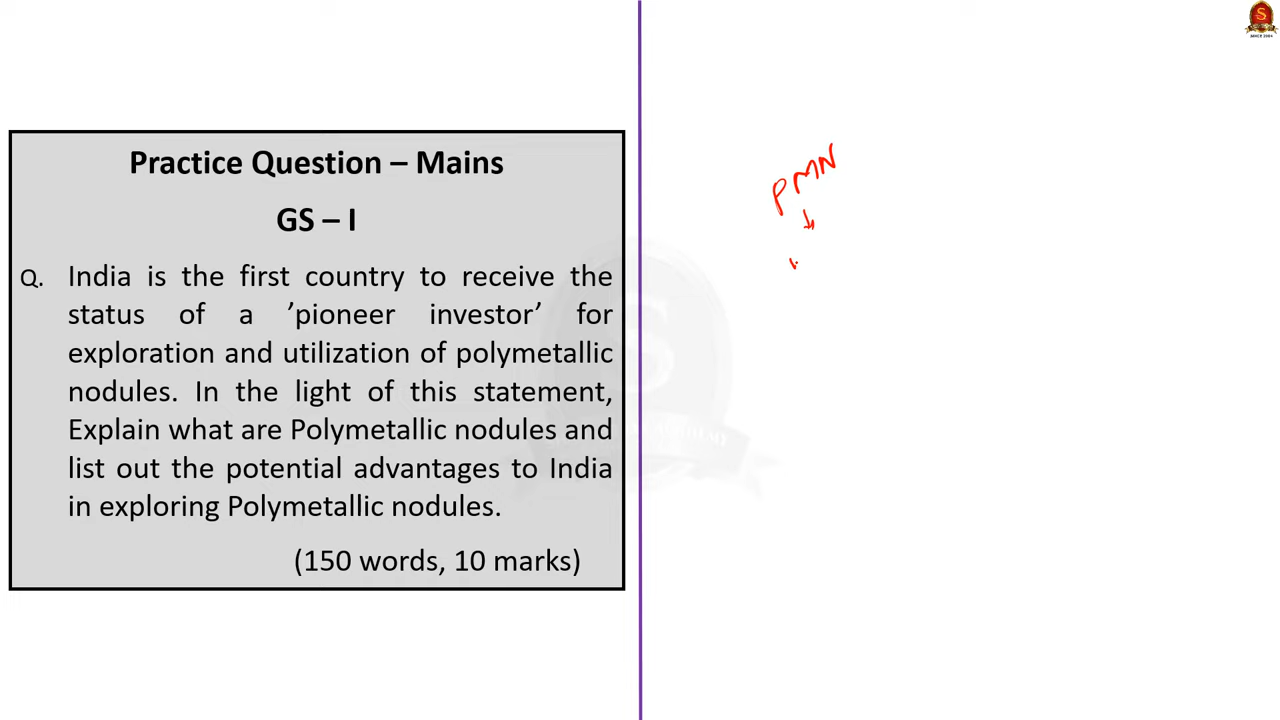 Practice Question – Mains
GS – I
Q. India is the first country to receive the
status of a ’pioneer investor’ for
exploration and utilization of polymetallic
nodules. In the light of this statement,
Explain what are Polymetallic nodules and
list out the potential advantages to India
in exploring Polymetallic nodules.
(150 words, 10 marks)
PMN
S
SINCE 2004